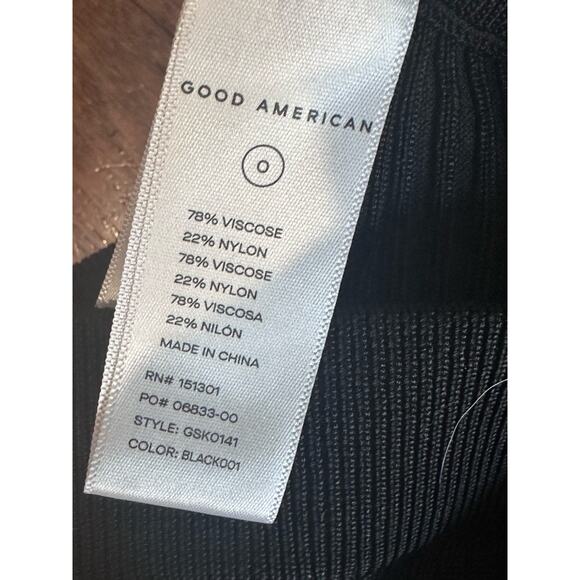 GOOD AMERICAN
0
78% VISCOSE
22% NYLON
78% VISCOSE
22% NYLON
78% VISCOSA
22% NILÓN
MADE IN CHINA
RN# 151301
PO# 06833-00
STYLE: GSK0141
COLOR: BLACK001